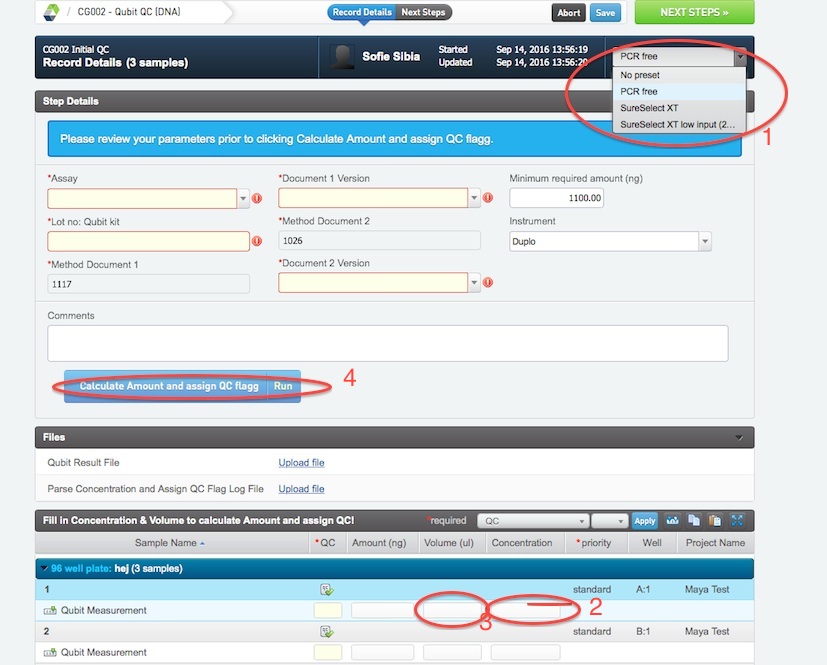 / CG002 - Qubit QC (DNA)
Record Details Next Steps
Abort Save
NEXT STEPS »
CG002 Initial QC
Record Details (3 samples)
Sofie Sibia
Started Sep 14, 2016 13:56:19
Updated Sep 14, 2016 13:56:20
PCR free
No preset
PCR free
SureSelect XT
SureSelect XT low input (2...
1
Step Details
Please review your parameters prior to clicking Calculate Amount and assign QC flagg.
*Assay
*Document 1 Version
Minimum required amount (ng)
1100.00
*Lot no: Qubit kit
*Method Document 2
1026
Instrument
Duplo
*Method Document 1
1117
*Document 2 Version
Comments
Calculate Amount and assign QC flagg Run
4
Files
Qubit Result File Upload file
Parse Concentration and Assign QC Flag Log File Upload file
Fill in Concentration & Volume to calculate Amount and assign QC! *required QC Apply
Sample Name *QC Amount (ng) Volume (ul) Concentration *priority Well Project Name
96 well plate: hej (3 samples)
1 standard A:1 Maya Test
Qubit Measurement
3
2
2 standard B:1 Maya Test
Qubit Measurement